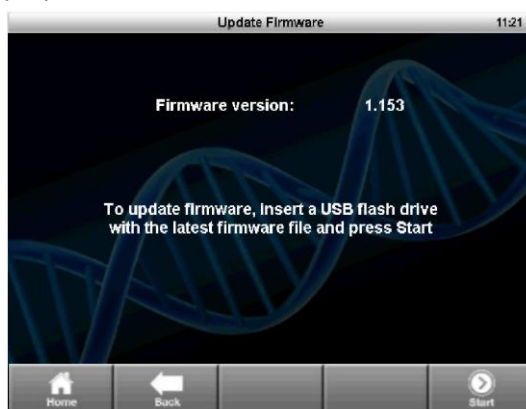 Update Firmware 11:21
Firmware version: 1.153
To update firmware, insert a USB flash drive
with the latest firmware file and press Start
Home Back Start